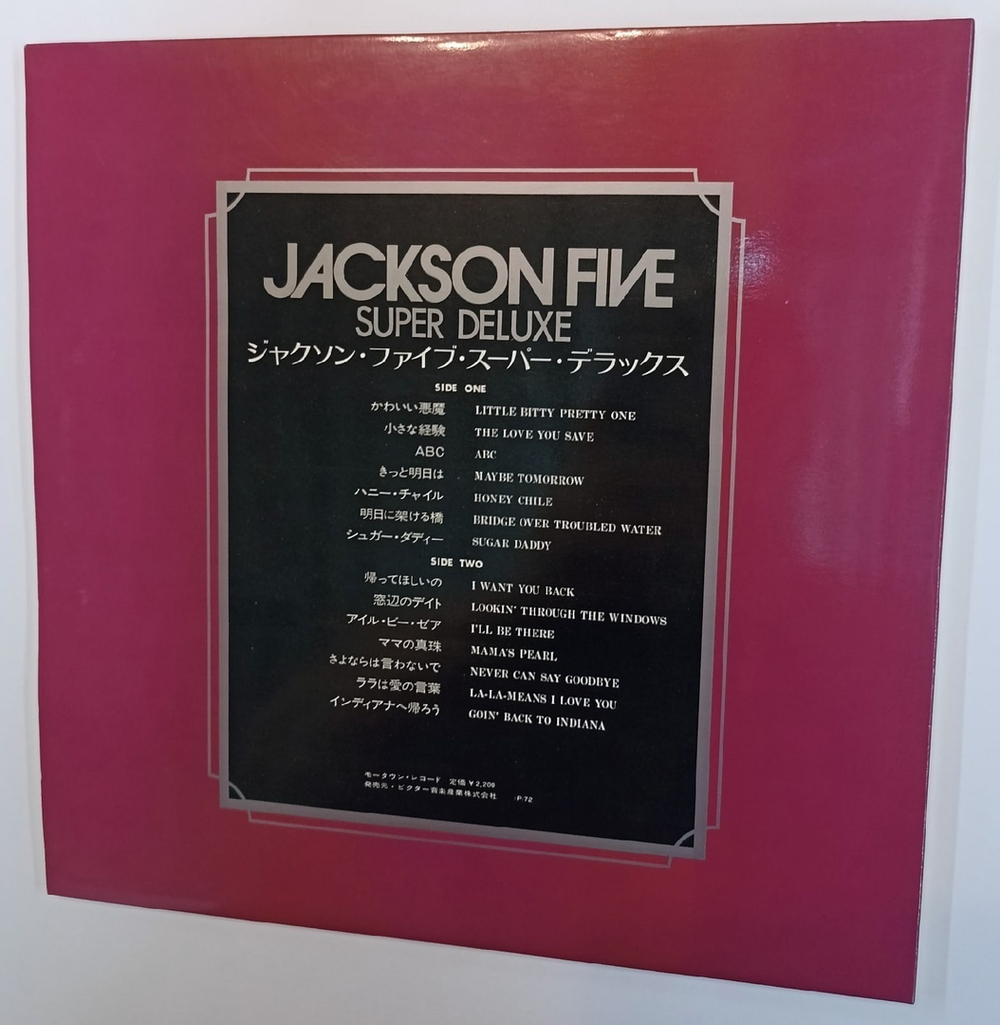 JACKSON FIVE
SUPER DELUXE
ジャクソン・ファイブ・スーパー・デラックス
SIDE ONE
かわいい悪魔 LITTLE BITTY PRETTY ONE
小さな経験 THE LOVE YOU SAVE
ABC ABC
きっと明日は MAYBE TOMORROW
ハニー・チャイル HONEY CHILE
明日に架ける橋 BRIDGE OVER TROUBLED WATER
シュガー・ダディー SUGAR DADDY
SIDE TWO
帰ってほしいの I WANT YOU BACK
窓辺のデイト LOOKIN' THROUGH THE WINDOWS
アイル・ビー・ゼア I'LL BE THERE
ママの真珠 MAMA'S PEARL
さよならは言わないで NEVER CAN SAY GOODBYE
ララは愛の言葉 LA-LA-MEANS I LOVE YOU
インディアナへ帰ろう GOIN' BACK TO INDIANA
モータウン・レコード 定価¥2,200
発売元・ビクター音楽産業株式会社